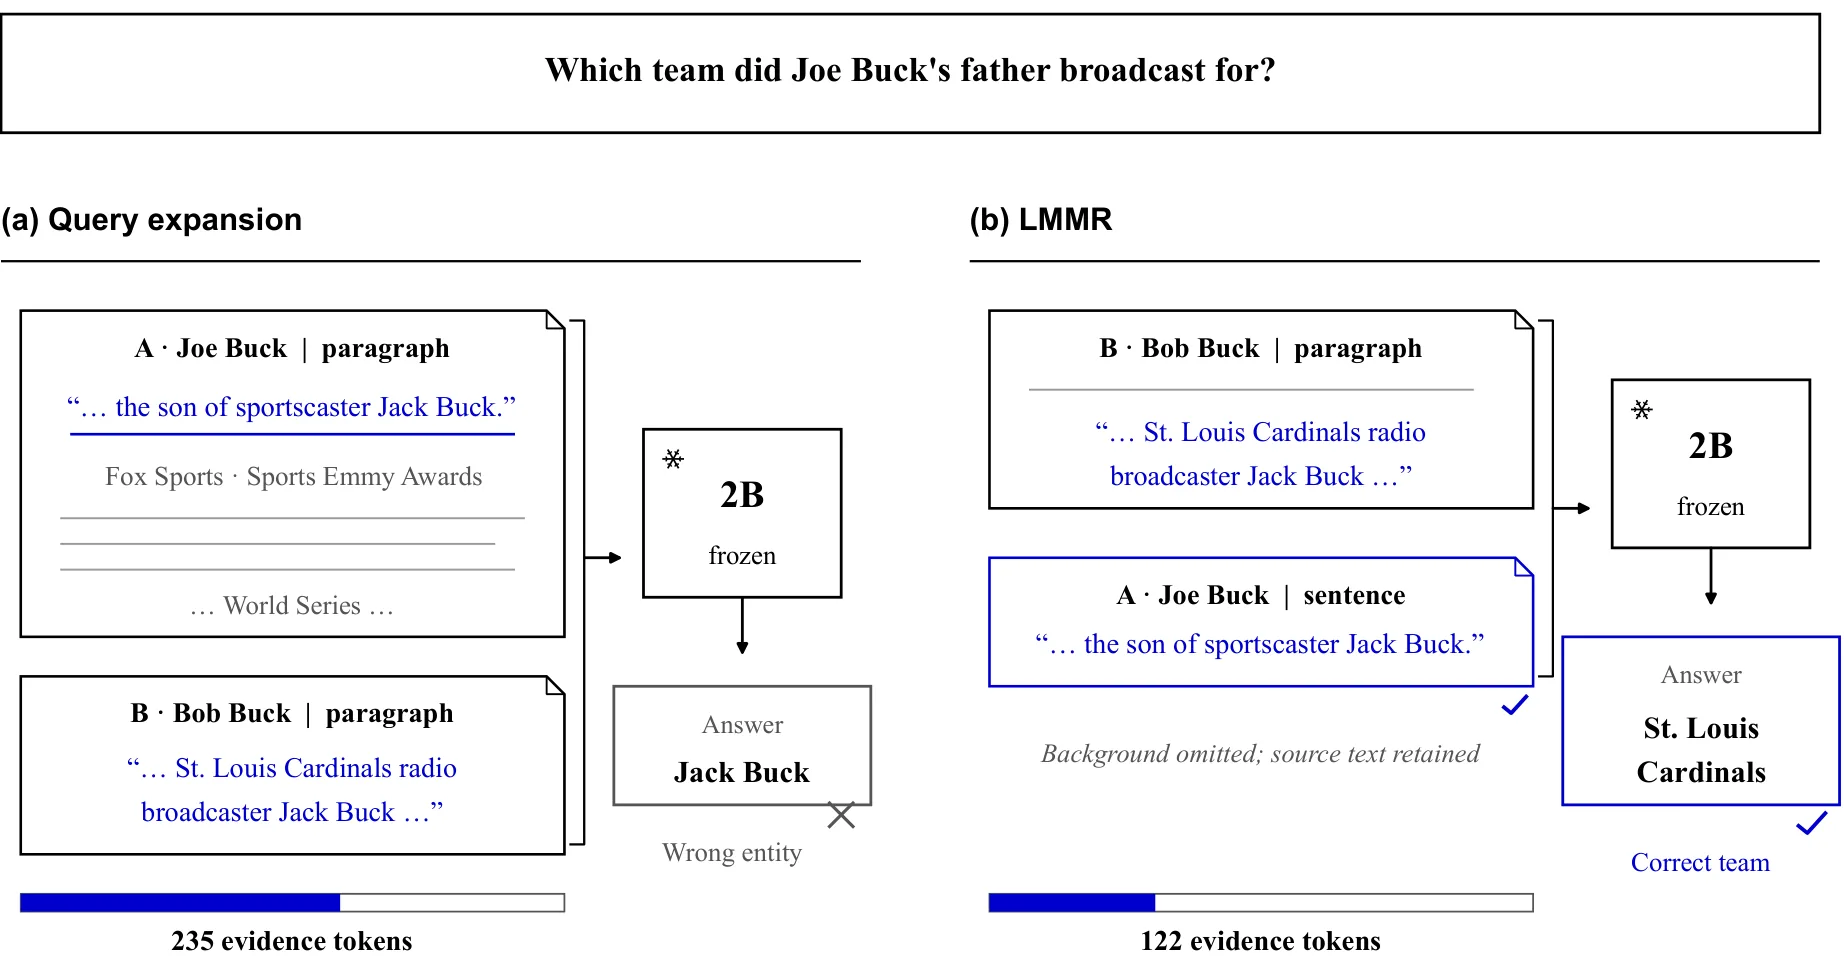 Which team did Joe Buck's father broadcast for?
(a) Query expansion
A · Joe Buck | paragraph
“… the son of sportscaster Jack Buck.”
Fox Sports · Sports Emmy Awards
… World Series …
B · Bob Buck | paragraph
“… St. Louis Cardinals radio
broadcaster Jack Buck …”
2B
frozen
Answer
Jack Buck
Wrong entity
235 evidence tokens
(b) LMMR
B · Bob Buck | paragraph
“… St. Louis Cardinals radio
broadcaster Jack Buck …”
A · Joe Buck | sentence
“… the son of sportscaster Jack Buck.”
Background omitted; source text retained
2B
frozen
Answer
St. Louis
Cardinals
Correct team
122 evidence tokens